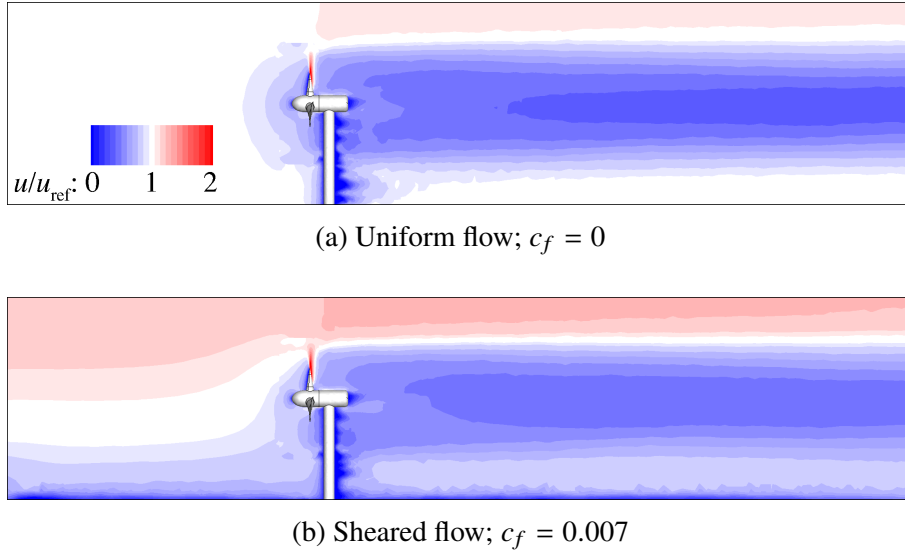 u/u_ref: 0 1 2
(a) Uniform flow; c_f = 0
(b) Sheared flow; c_f = 0.007